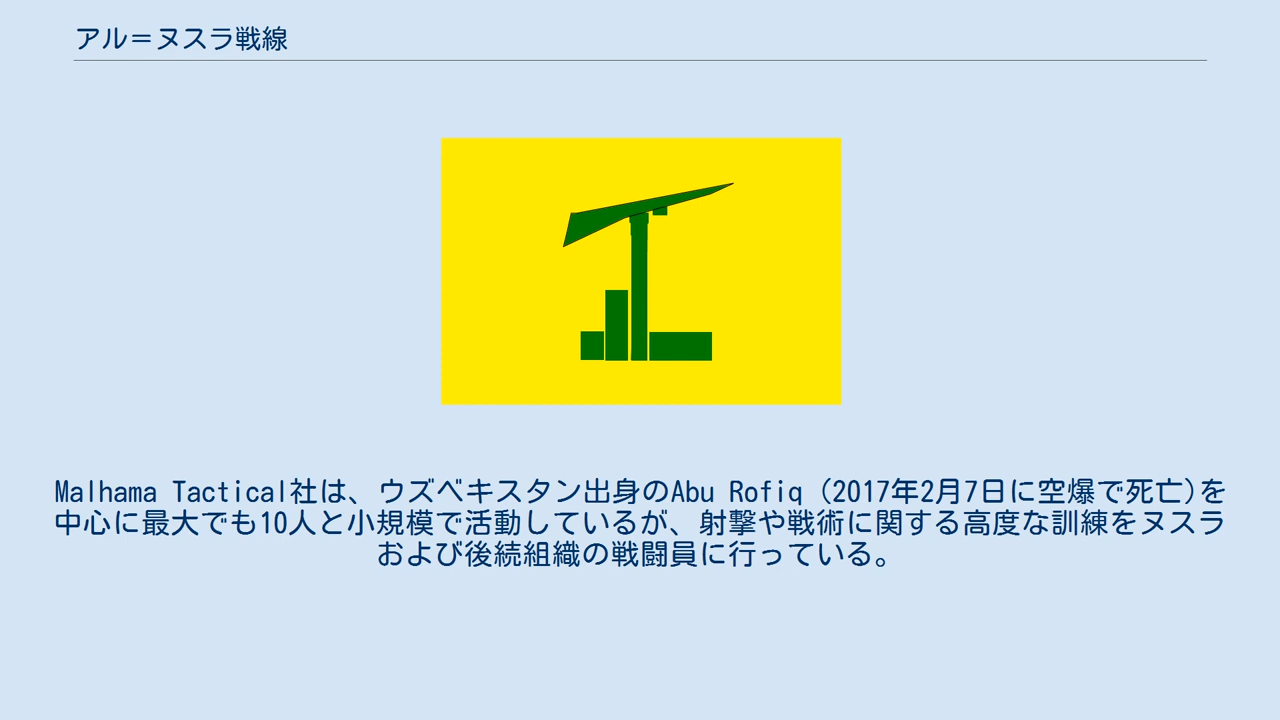 アル＝ヌスラ戦線
Malhama Tactical社は、ウズベキスタン出身のAbu Rofiq (2017年2月7日に空爆で死亡)を
中心に最大でも10人と小規模で活動しているが、射撃や戦術に関する高度な訓練をヌスラ
および後続組織の戦闘員に行っている。